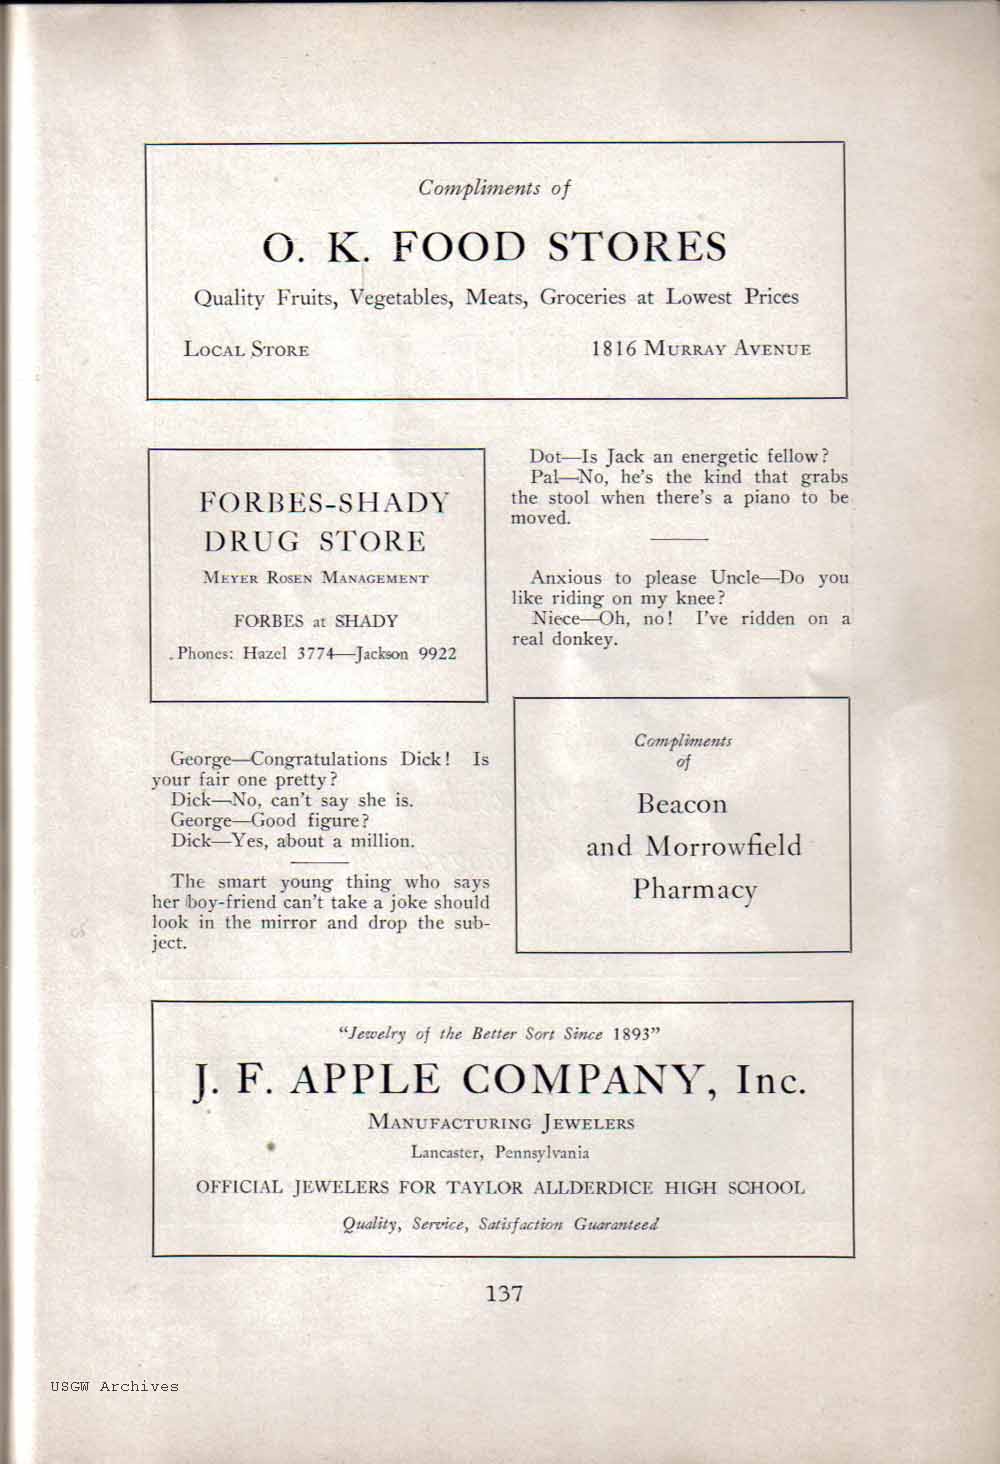 Compliments of
O. K. FOOD STORES
Quality Fruits, Vegetables, Meats, Groceries at Lowest Prices
LOCAL STORE 1816 MURRAY AVENUE
FORBES-SHADY
DRUG STORE
MEYER ROSEN MANAGEMENT
FORBES at SHADY
Phones: Hazel 3774—Jackson 9922
George—Congratulations Dick! Is
your fair one pretty?
Dick—No, can't say she is.
George—Good figure?
Dick—Yes, about a million.
The smart young thing who says
her boy-friend can't take a joke should
look in the mirror and drop the sub-
ject.
Dot—Is Jack an energetic fellow?
Pal—No, he's the kind that grabs
the stool when there's a piano to be
moved.
Anxious to please Uncle—Do you
like riding on my knee?
Niece—Oh, no! I've ridden on a
real donkey.
Compliments
of
Beacon
and Morrowfield
Pharmacy
"Jewelry of the Better Sort Since 1893"
J. F. APPLE COMPANY, Inc.
MANUFACTURING JEWELERS
Lancaster, Pennsylvania
OFFICIAL JEWELERS FOR TAYLOR ALLDERDICE HIGH SCHOOL
Quality, Service, Satisfaction Guaranteed
137
USGW Archives